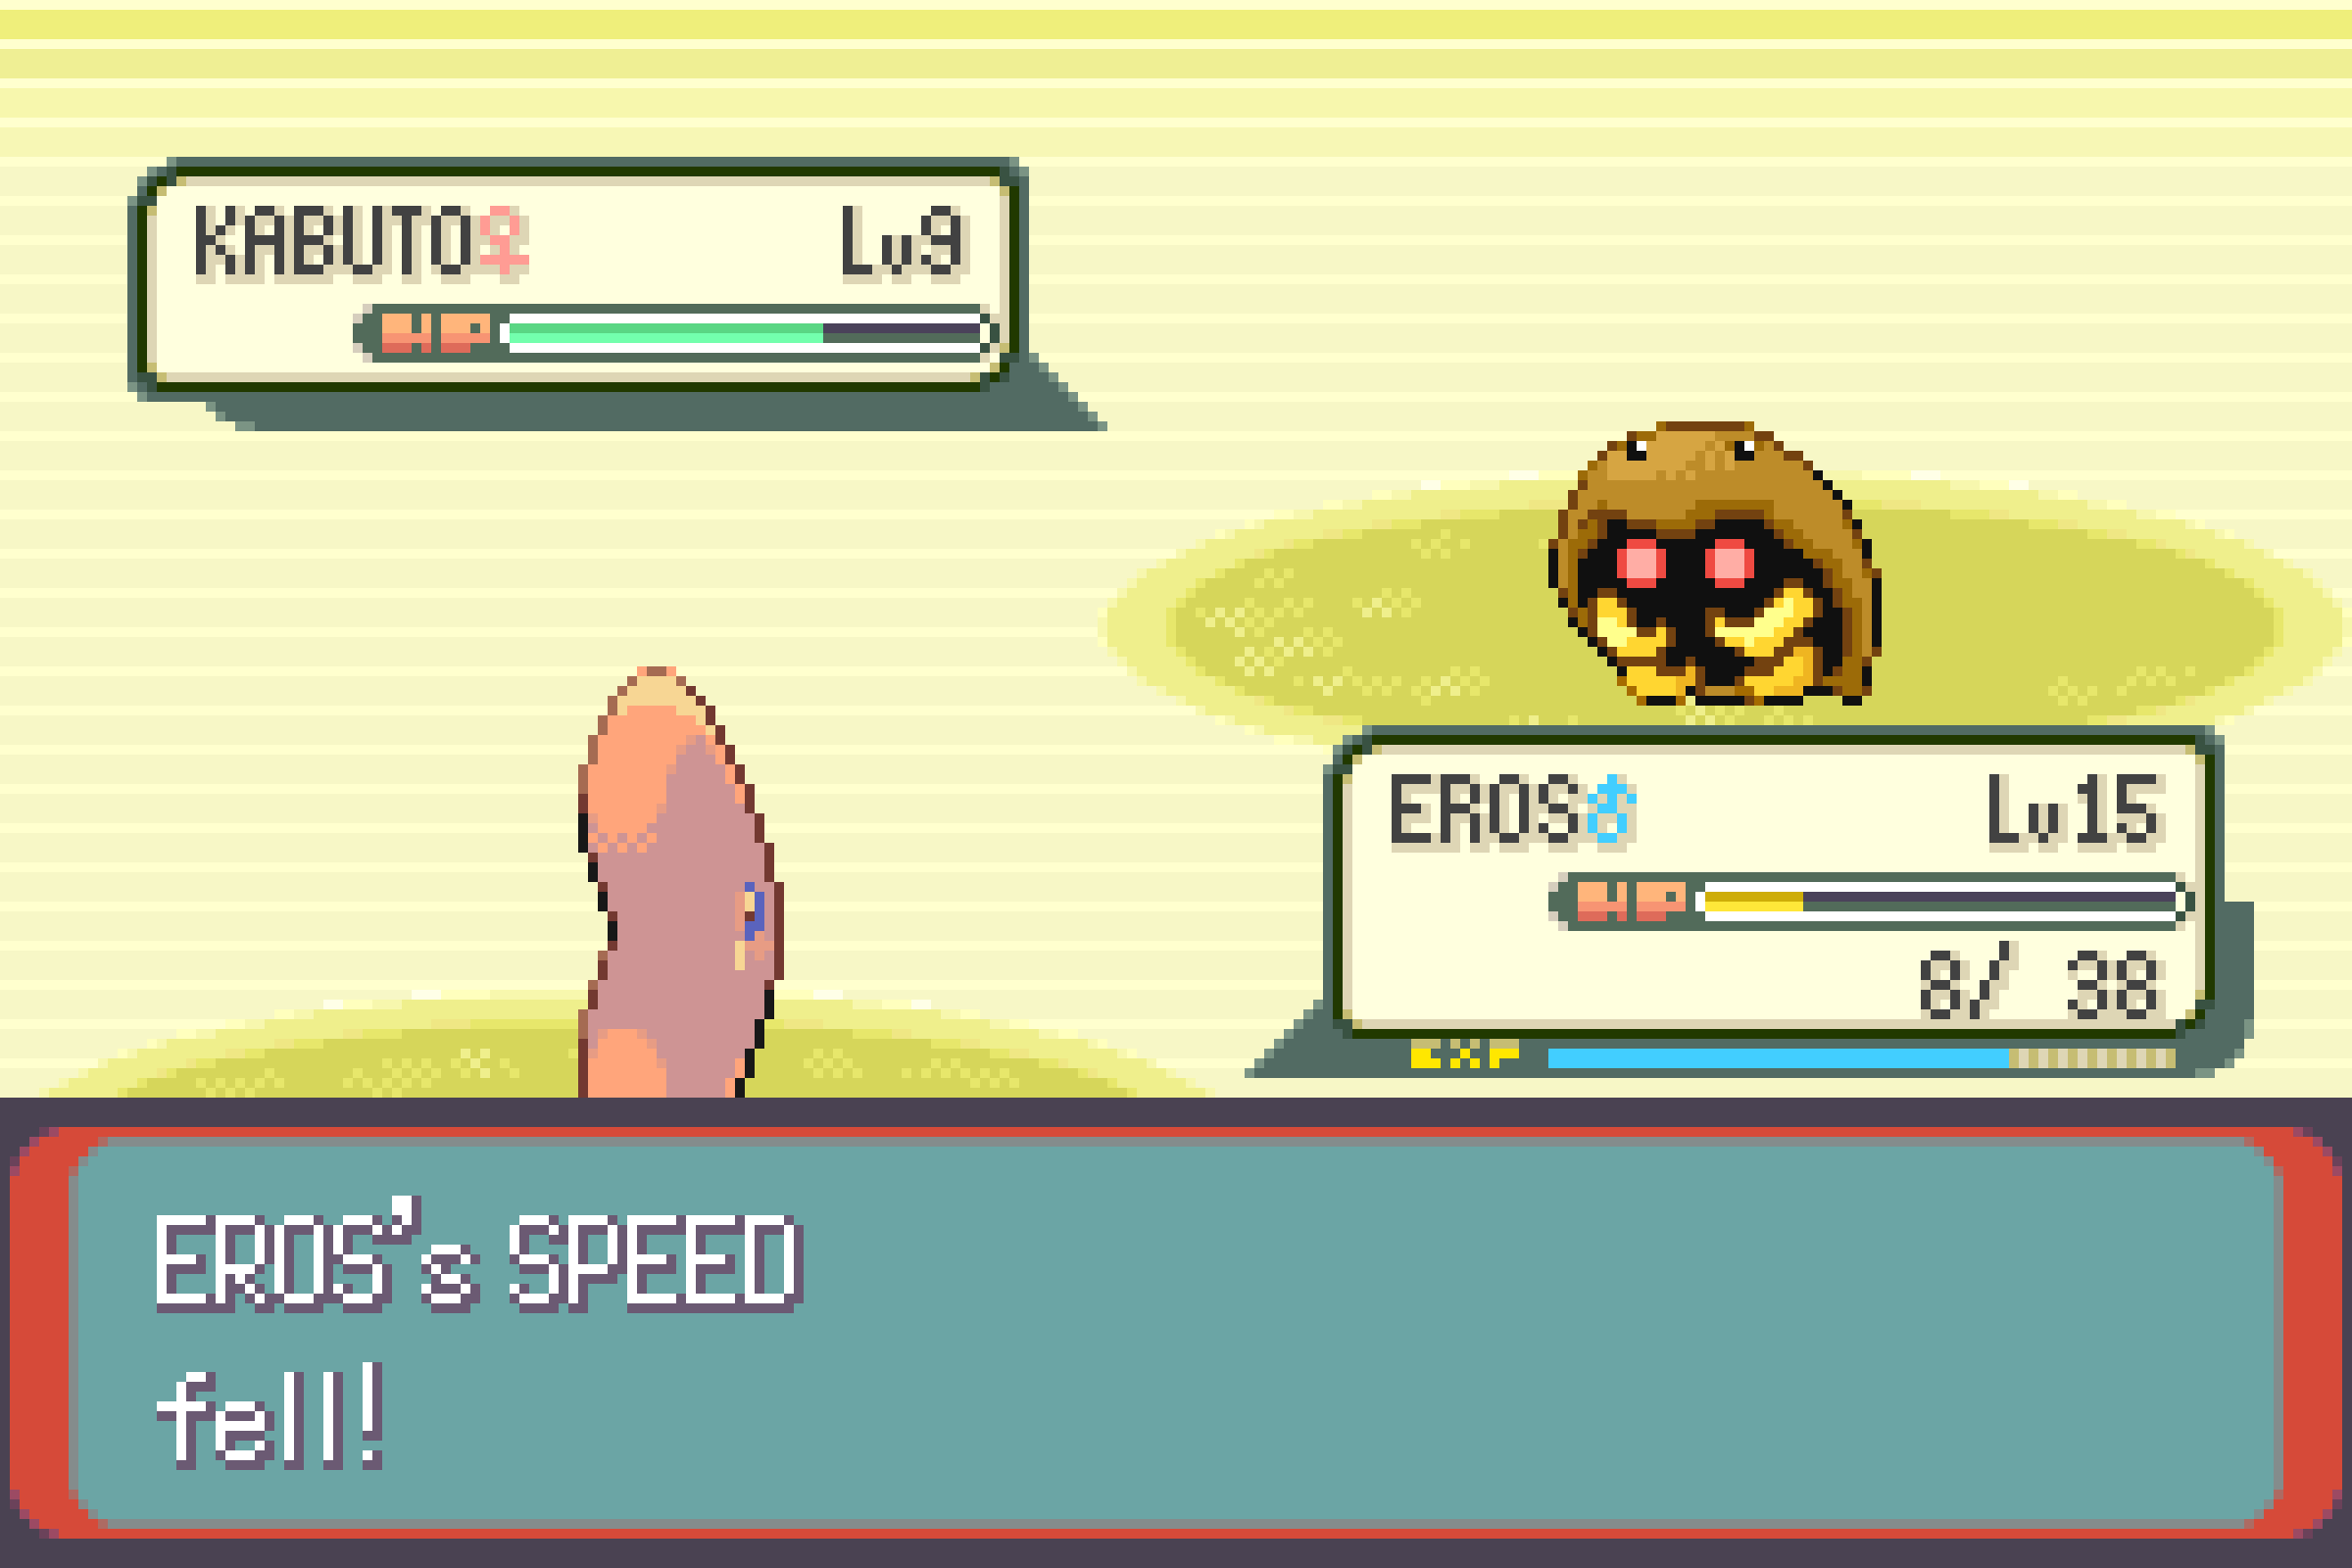 KABUTO♀ Lv9
HP
EROS♂ Lv15
HP
8/ 38
EXP
EROS's SPEED
fell!